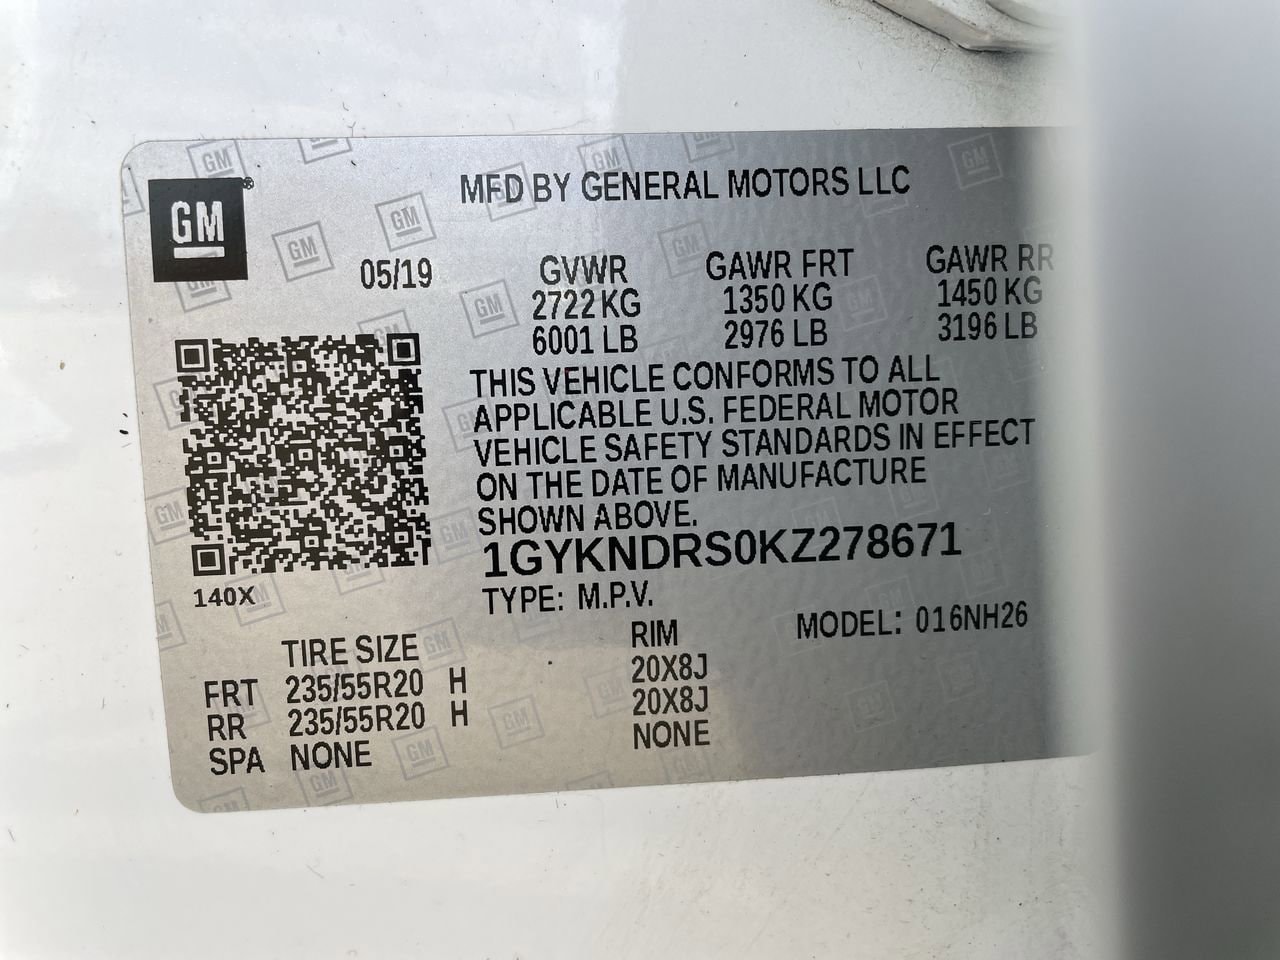 GM®
MFD BY GENERAL MOTORS LLC
05/19 GVWR GAWR FRT GAWR RR
2722 KG 1350 KG 1450 KG
6001 LB 2976 LB 3196 LB
THIS VEHICLE CONFORMS TO ALL
APPLICABLE U.S. FEDERAL MOTOR
VEHICLE SAFETY STANDARDS IN EFFECT
ON THE DATE OF MANUFACTURE
SHOWN ABOVE.
1GYKNDRS0KZ278671
140X
TYPE: M.P.V.
MODEL: 016NH26
TIRE SIZE RIM
FRT 235/55R20 H 20X8J
RR 235/55R20 H 20X8J
SPA NONE NONE